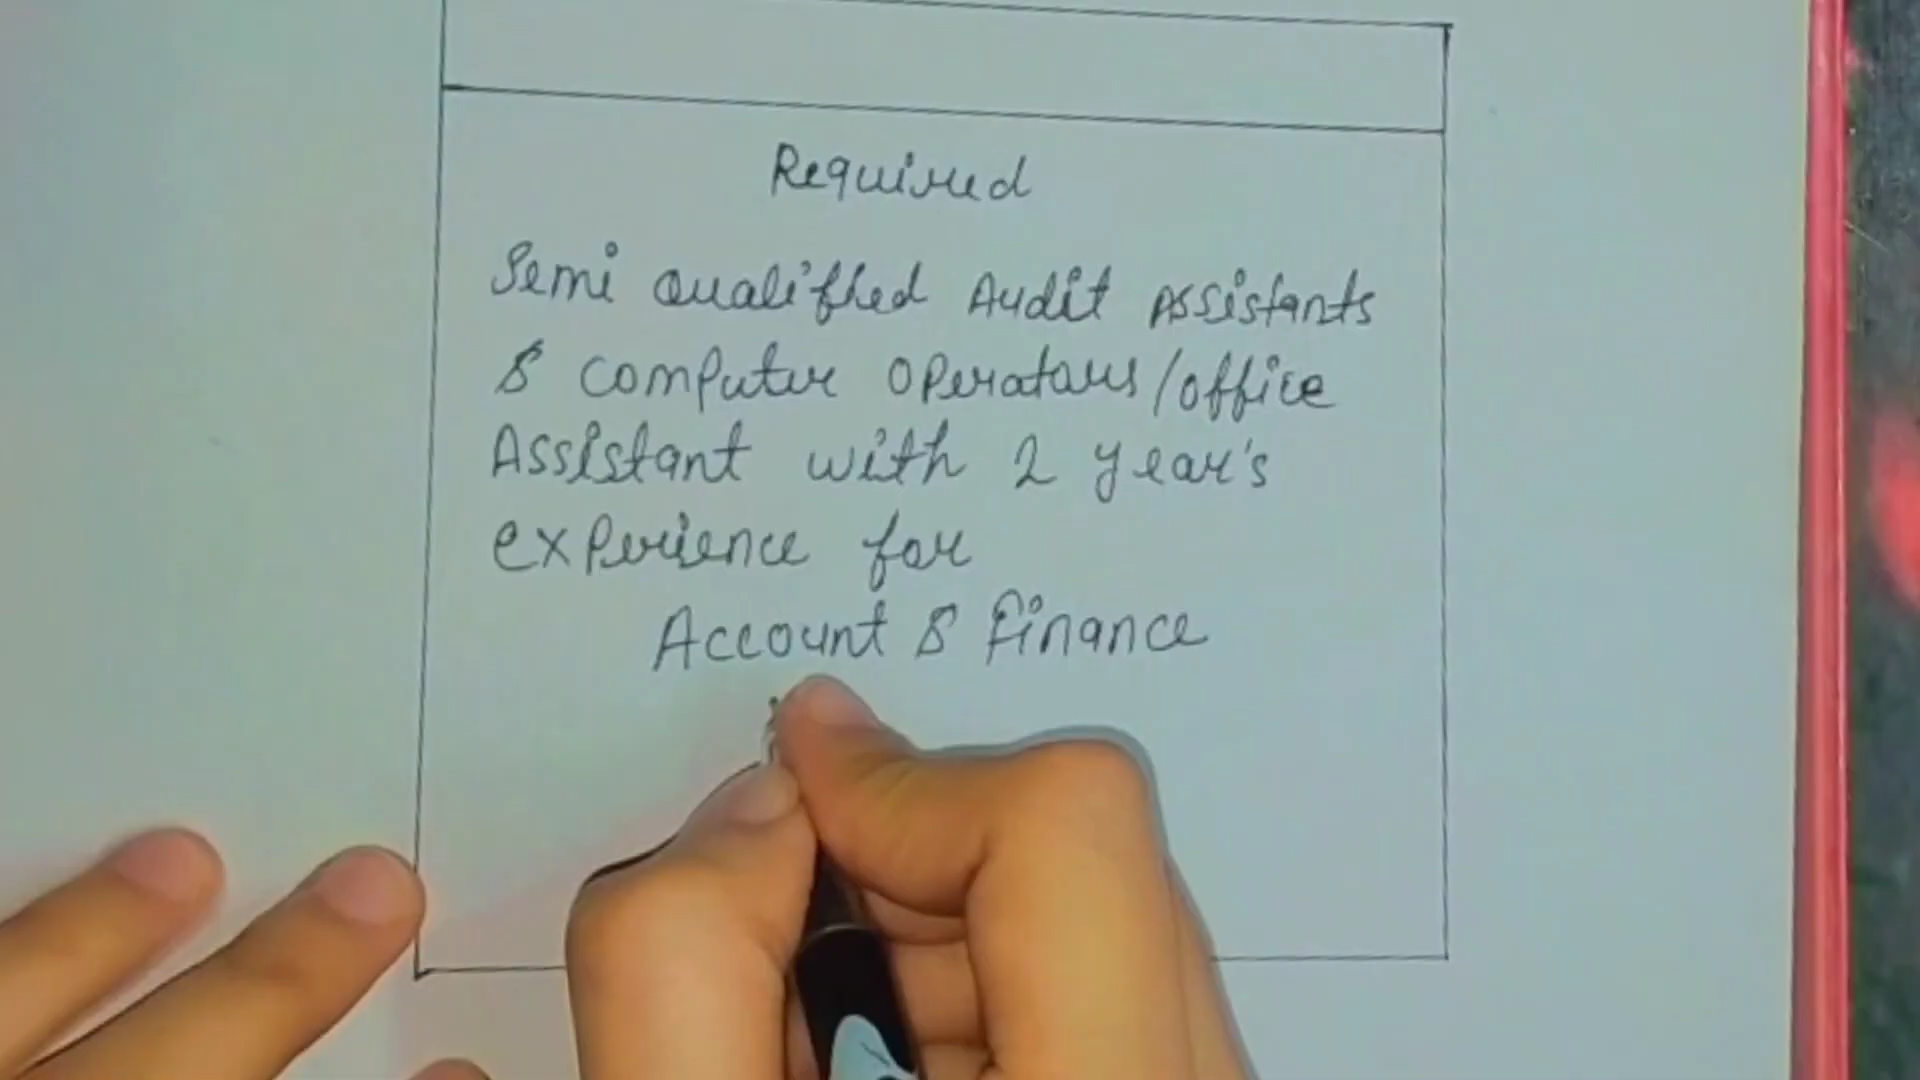 Required
Semi Qualified Audit Assistants
& Computer Operators/office
Assistant with 2 year's
experience for
Account & Finance